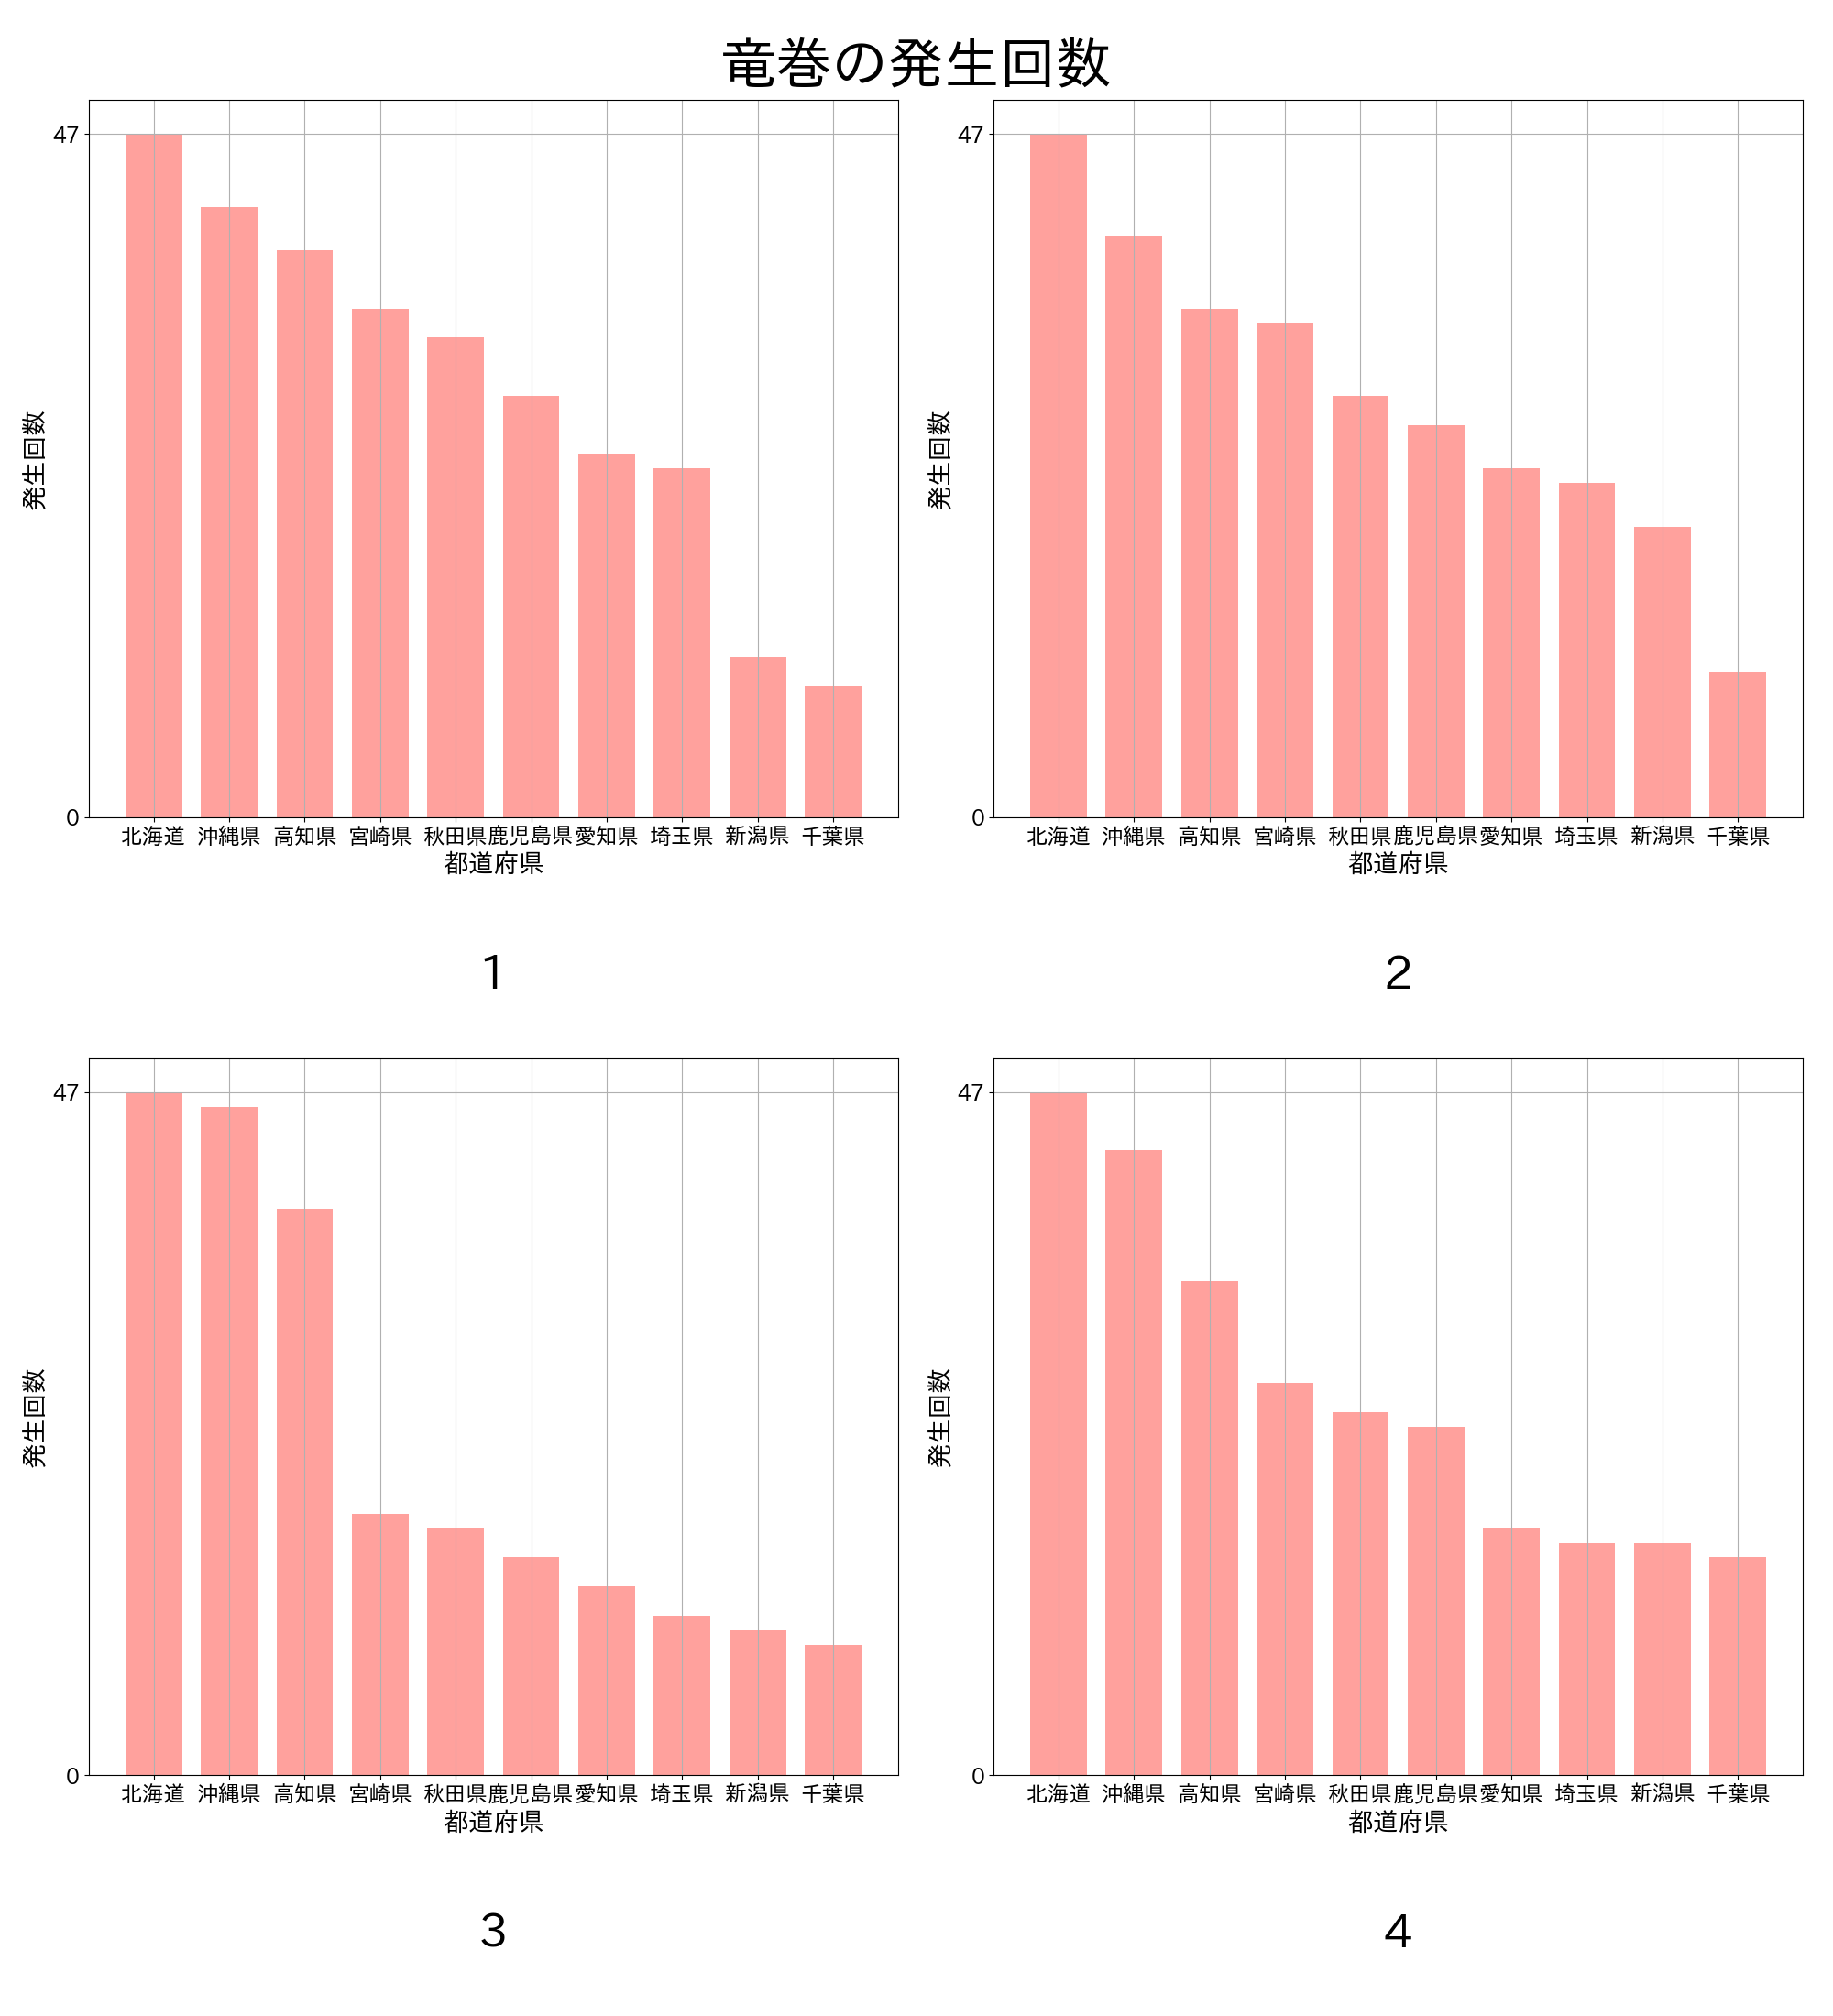 竜巻の発生回数
47
0
発生回数
北海道 沖縄県 高知県 宮崎県 秋田県 鹿児島県 愛知県 埼玉県 新潟県 千葉県
都道府県
1
47
0
発生回数
北海道 沖縄県 高知県 宮崎県 秋田県 鹿児島県 愛知県 埼玉県 新潟県 千葉県
都道府県
2
47
0
発生回数
北海道 沖縄県 高知県 宮崎県 秋田県 鹿児島県 愛知県 埼玉県 新潟県 千葉県
都道府県
3
47
0
発生回数
北海道 沖縄県 高知県 宮崎県 秋田県 鹿児島県 愛知県 埼玉県 新潟県 千葉県
都道府県
4